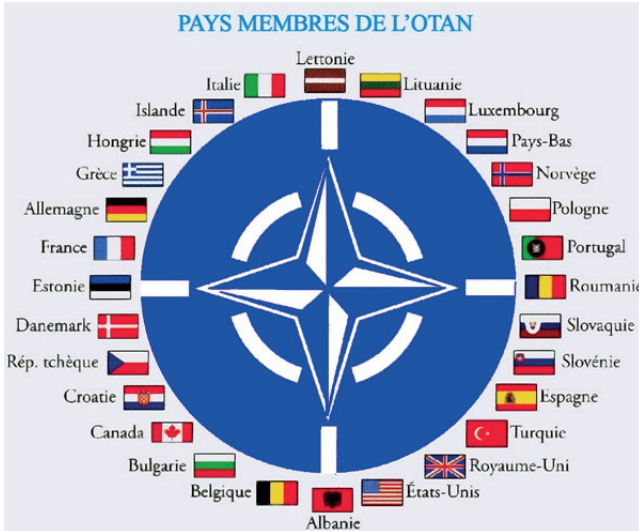 PAYS MEMBRES DE L'OTAN
Lettonie
Italie
Lituanie
Islande
Luxembourg
Hongrie
Pays-Bas
Grèce
Norvège
Allemagne
Pologne
France
Portugal
Estonie
Roumanie
Danemark
Slovaquie
Rép. tchèque
Slovénie
Croatie
Espagne
Canada
Turquie
Bulgarie
Royaume-Uni
Belgique
États-Unis
Albanie